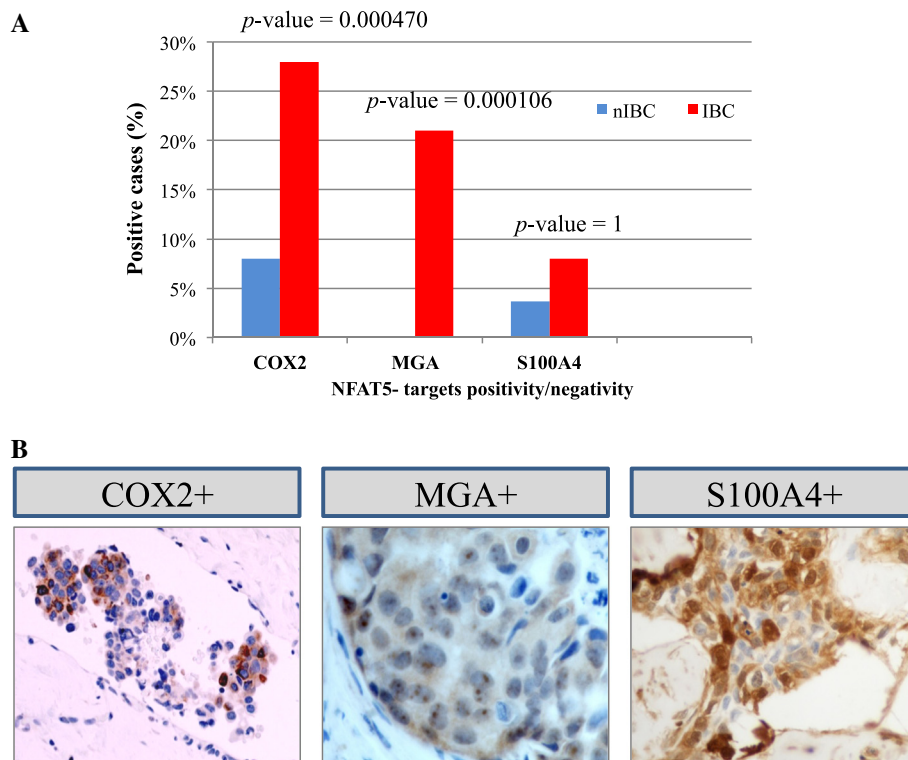 A
p-value = 0.000470
30%
25%
20%
15%
10%
5%
0%
Positive cases (%)
p-value = 0.000106
nIBC IBC
p-value = 1
COX2 MGA S100A4
NFAT5- targets positivity/negativity
B
COX2+ MGA+ S100A4+